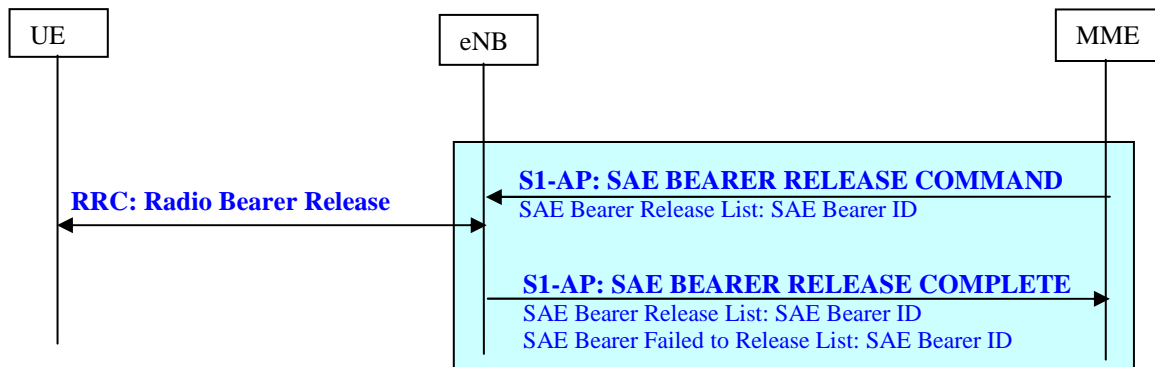 UE
eNB
MME
S1-AP: SAE BEARER RELEASE COMMAND
RRC: Radio Bearer Release
SAE Bearer Release List: SAE Bearer ID
S1-AP: SAE BEARER RELEASE COMPLETE
SAE Bearer Release List: SAE Bearer ID
SAE Bearer Failed to Release List: SAE Bearer ID